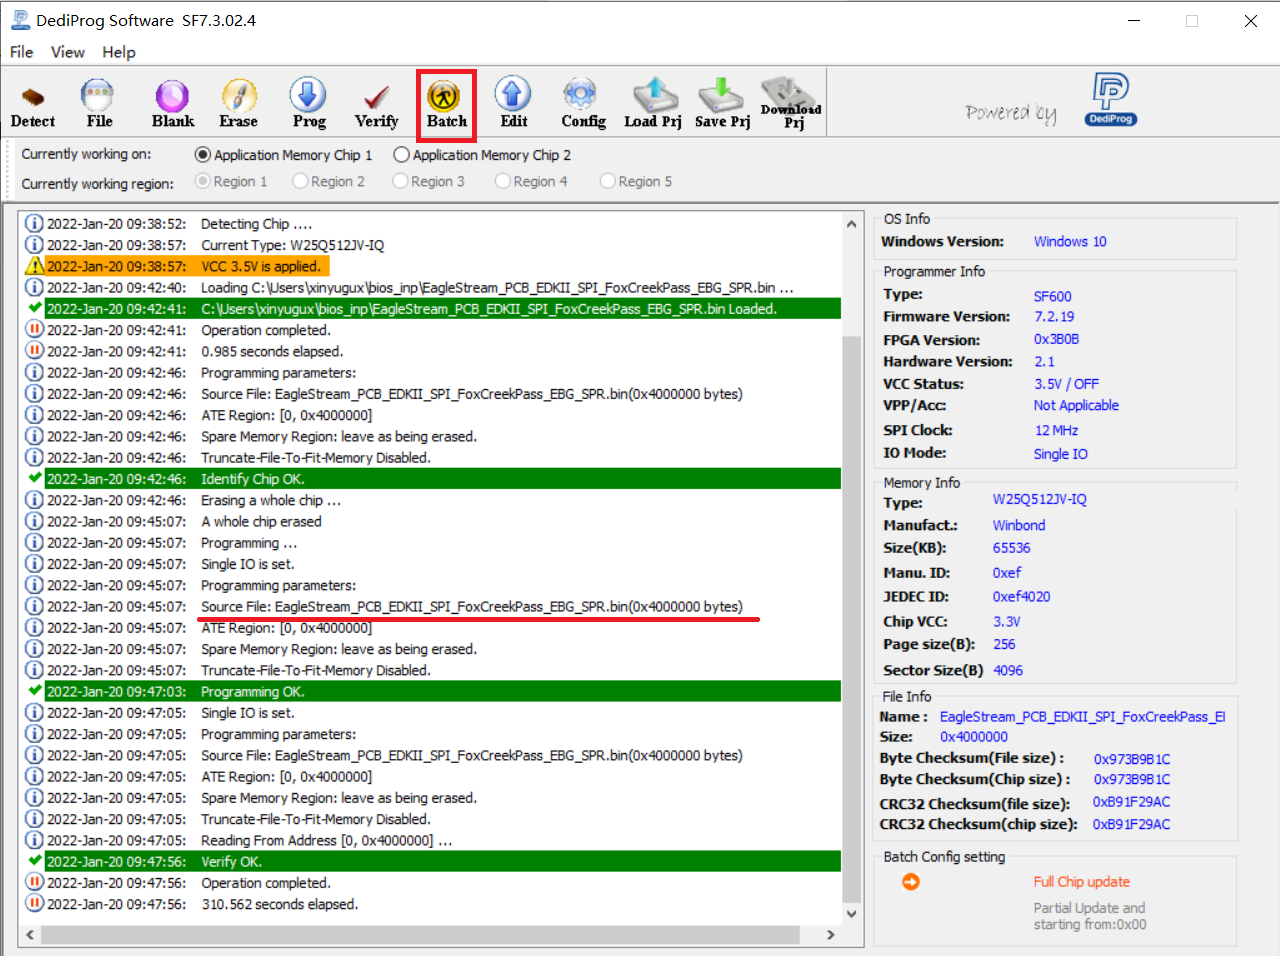 DediProg Software  SF7.3.02.4
File View Help
Detect File Blank Erase Prog Verify Batch Edit Config Load Prj Save Prj Download Prj
Powered by DediProg
Currently working on: Application Memory Chip 1 Application Memory Chip 2
Currently working region: Region 1 Region 2 Region 3 Region 4 Region 5
2022-Jan-20 09:38:52: Detecting Chip ....
2022-Jan-20 09:38:57: Current Type: W25Q512JV-IQ
2022-Jan-20 09:38:57: VCC 3.5V is applied.
2022-Jan-20 09:42:40: Loading C:\Users\xinyugux\bios_inp\EagleStream_PCB_EDKII_SPI_FoxCreekPass_EBG_SPR.bin ...
2022-Jan-20 09:42:41: C:\Users\xinyugux\bios_inp\EagleStream_PCB_EDKII_SPI_FoxCreekPass_EBG_SPR.bin Loaded.
2022-Jan-20 09:42:41: Operation completed.
2022-Jan-20 09:42:41: 0.985 seconds elapsed.
2022-Jan-20 09:42:46: Programming parameters:
2022-Jan-20 09:42:46: Source File: EagleStream_PCB_EDKII_SPI_FoxCreekPass_EBG_SPR.bin(0x4000000 bytes)
2022-Jan-20 09:42:46: ATE Region: [0, 0x4000000]
2022-Jan-20 09:42:46: Spare Memory Region: leave as being erased.
2022-Jan-20 09:42:46: Truncate-File-To-Fit-Memory Disabled.
2022-Jan-20 09:42:46: Identify Chip OK.
2022-Jan-20 09:42:46: Erasing a whole chip ...
2022-Jan-20 09:45:07: A whole chip erased
2022-Jan-20 09:45:07: Programming ...
2022-Jan-20 09:45:07: Single IO is set.
2022-Jan-20 09:45:07: Programming parameters:
2022-Jan-20 09:45:07: Source File: EagleStream_PCB_EDKII_SPI_FoxCreekPass_EBG_SPR.bin(0x4000000 bytes)
2022-Jan-20 09:45:07: ATE Region: [0, 0x4000000]
2022-Jan-20 09:45:07: Spare Memory Region: leave as being erased.
2022-Jan-20 09:45:07: Truncate-File-To-Fit-Memory Disabled.
2022-Jan-20 09:47:03: Programming OK.
2022-Jan-20 09:47:05: Single IO is set.
2022-Jan-20 09:47:05: Programming parameters:
2022-Jan-20 09:47:05: Source File: EagleStream_PCB_EDKII_SPI_FoxCreekPass_EBG_SPR.bin(0x4000000 bytes)
2022-Jan-20 09:47:05: ATE Region: [0, 0x4000000]
2022-Jan-20 09:47:05: Spare Memory Region: leave as being erased.
2022-Jan-20 09:47:05: Truncate-File-To-Fit-Memory Disabled.
2022-Jan-20 09:47:05: Reading From Address [0, 0x4000000] ...
2022-Jan-20 09:47:56: Verify OK.
2022-Jan-20 09:47:56: Operation completed.
2022-Jan-20 09:47:56: 310.562 seconds elapsed.
OS Info
Windows Version: Windows 10
Programmer Info
Type: SF600
Firmware Version: 7.2.19
FPGA Version: 0x3B0B
Hardware Version: 2.1
VCC Status: 3.5V / OFF
VPP/Acc: Not Applicable
SPI Clock: 12 MHz
IO Mode: Single IO
Memory Info
Type: W25Q512JV-IQ
Manufact.: Winbond
Size(KB): 65536
Manu. ID: 0xef
JEDEC ID: 0xef4020
Chip VCC: 3.3V
Page size(B): 256
Sector Size(B) 4096
File Info
Name : EagleStream_PCB_EDKII_SPI_FoxCreekPass_EI
Size: 0x4000000
Byte Checksum(File size) : 0x973B9B1C
Byte Checksum(Chip size) : 0x973B9B1C
CRC32 Checksum(file size): 0xB91F29AC
CRC32 Checksum(chip size): 0xB91F29AC
Batch Config setting
Full Chip update
Partial Update and
starting from:0x00